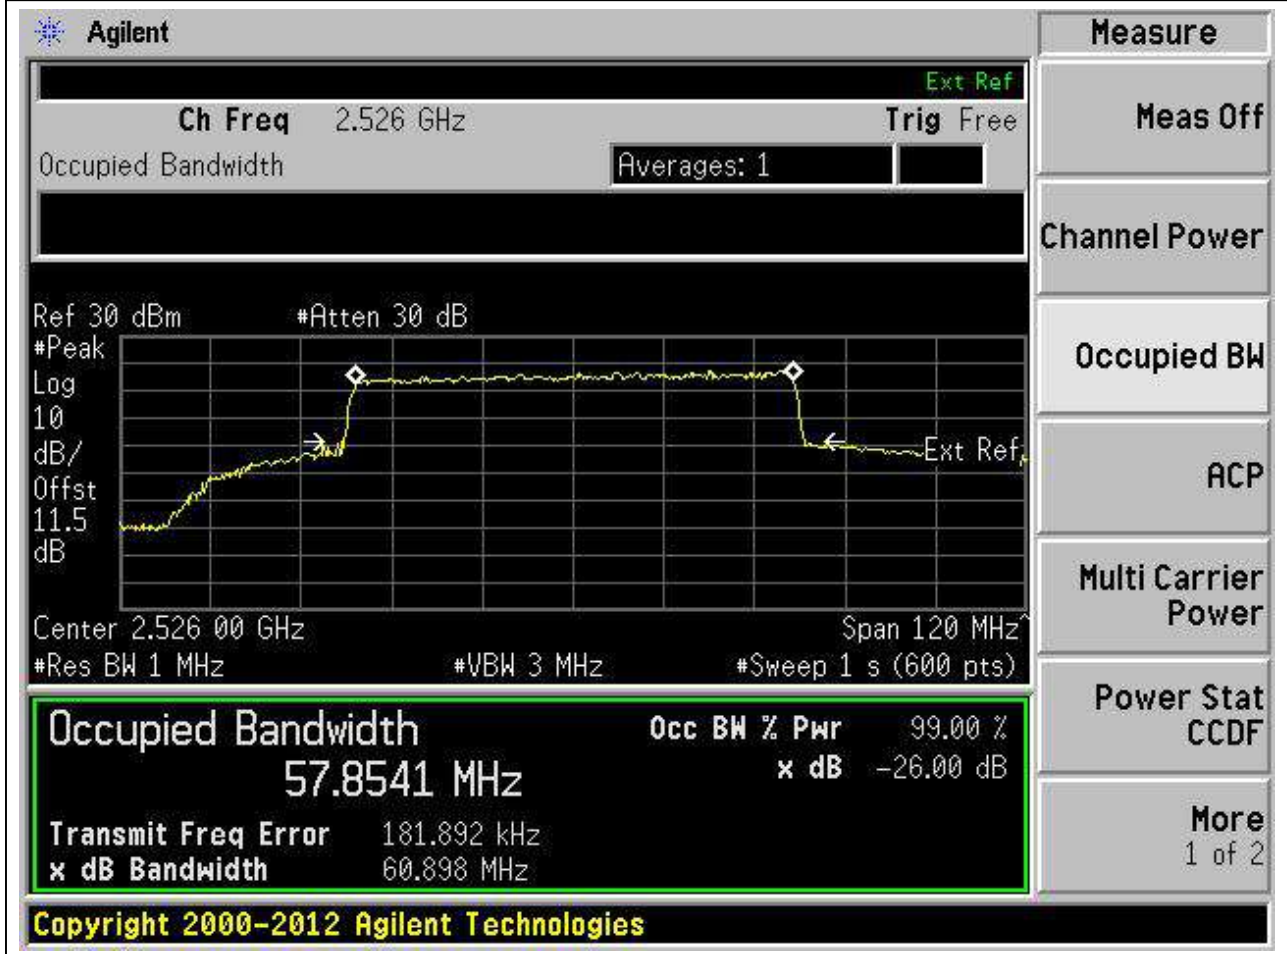 Agilent
Measure
Ext Ref
Ch Freq 2.526 GHz Trig Free
Occupied Bandwidth Averages: 1
Meas Off
Channel Power
Occupied BW
ACP
Multi Carrier
Power
Power Stat
CCDF
More
1 of 2
Ref 30 dBm #Atten 30 dB
#Peak
Log
10
dB/
Offst
11.5
dB
Ext Ref
Center 2.526 00 GHz Span 120 MHz^
#Res BW 1 MHz #VBW 3 MHz #Sweep 1 s (600 pts)
Occupied Bandwidth Occ BW % Pwr 99.00 %
57.8541 MHz x dB -26.00 dB
Transmit Freq Error 181.892 kHz
x dB Bandwidth 60.898 MHz
Copyright 2000-2012 Agilent Technologies